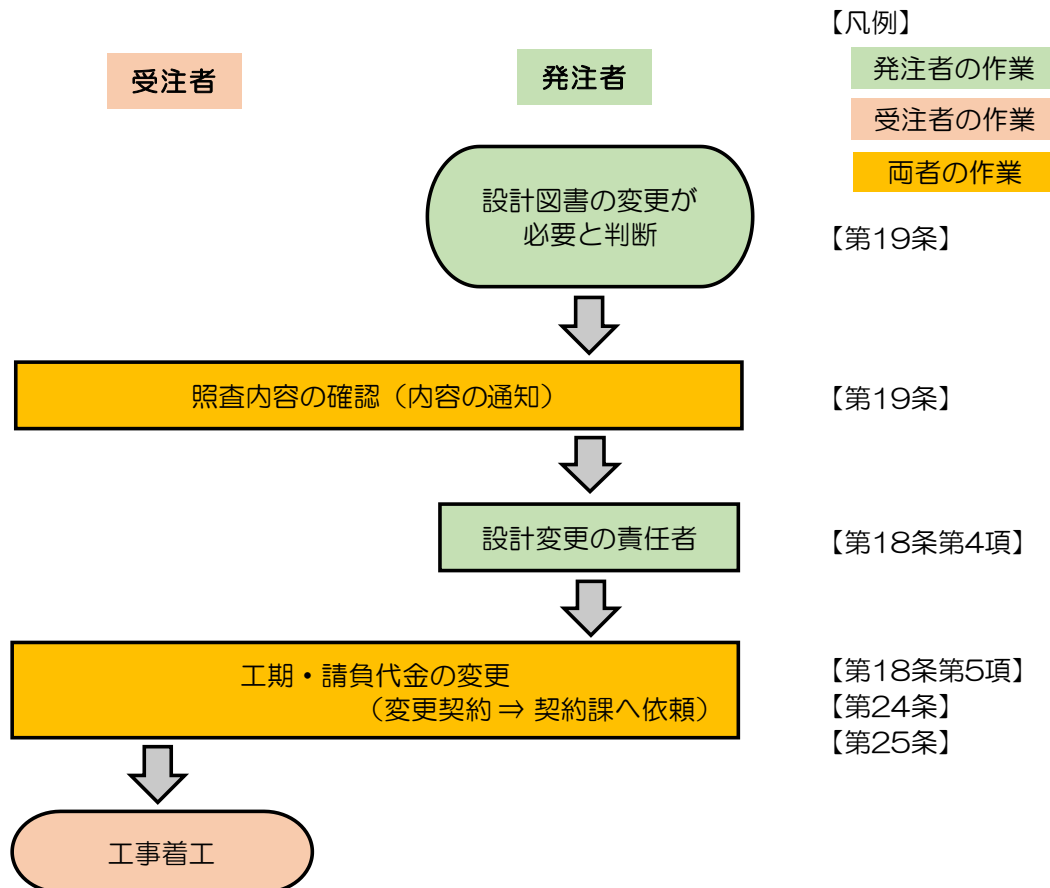 【凡例】
受注者
発注者
発注者の作業
受注者の作業
両者の作業
設計図書の変更が
必要と判断
【第19条】
照査内容の確認（内容の通知）
【第19条】
設計変更の責任者
【第18条第4項】
工期・請負代金の変更
（変更契約 ⇒ 契約課へ依頼）
【第18条第5項】
【第24条】
【第25条】
工事着工